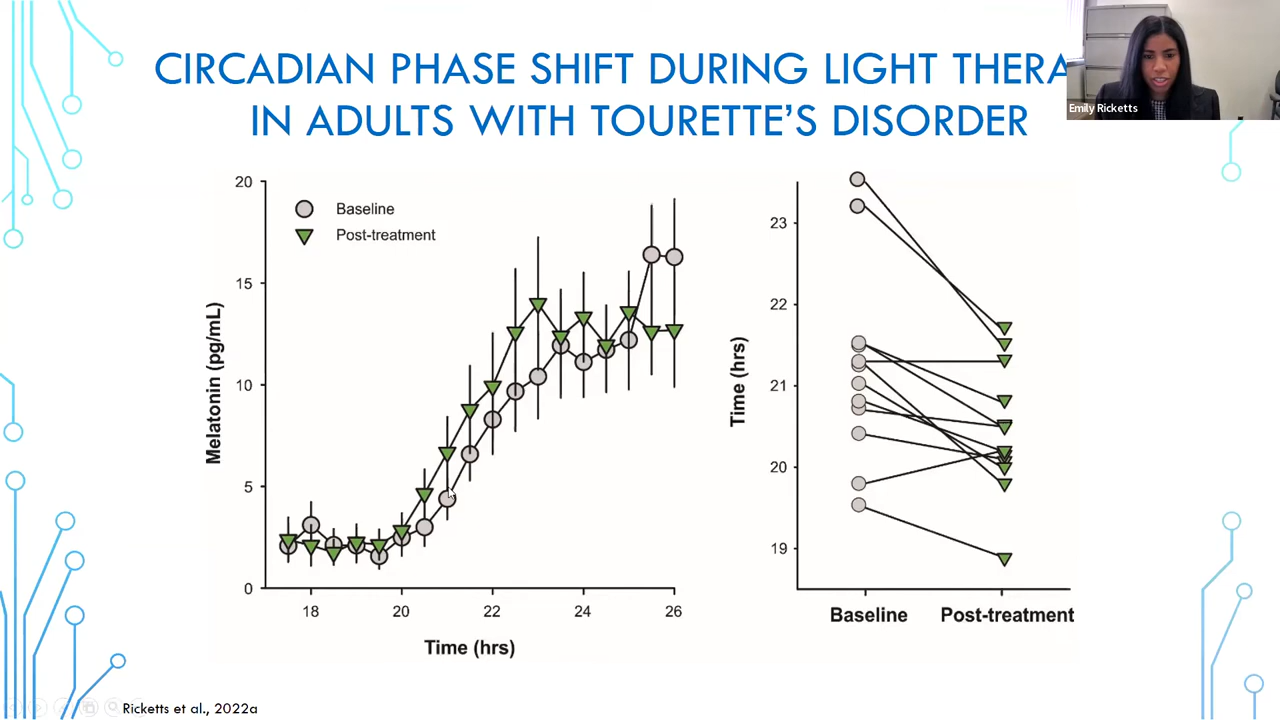 CIRCADIAN PHASE SHIFT DURING LIGHT THERA
IN ADULTS WITH TOURETTE'S DISORDER
Emily Ricketts
20
15
10
5
0
Melatonin (pg/mL)
Baseline
Post-treatment
18
20
22
24
26
Time (hrs)
23
22
21
20
19
Time (hrs)
Baseline
Post-treatment
Ricketts et al., 2022a